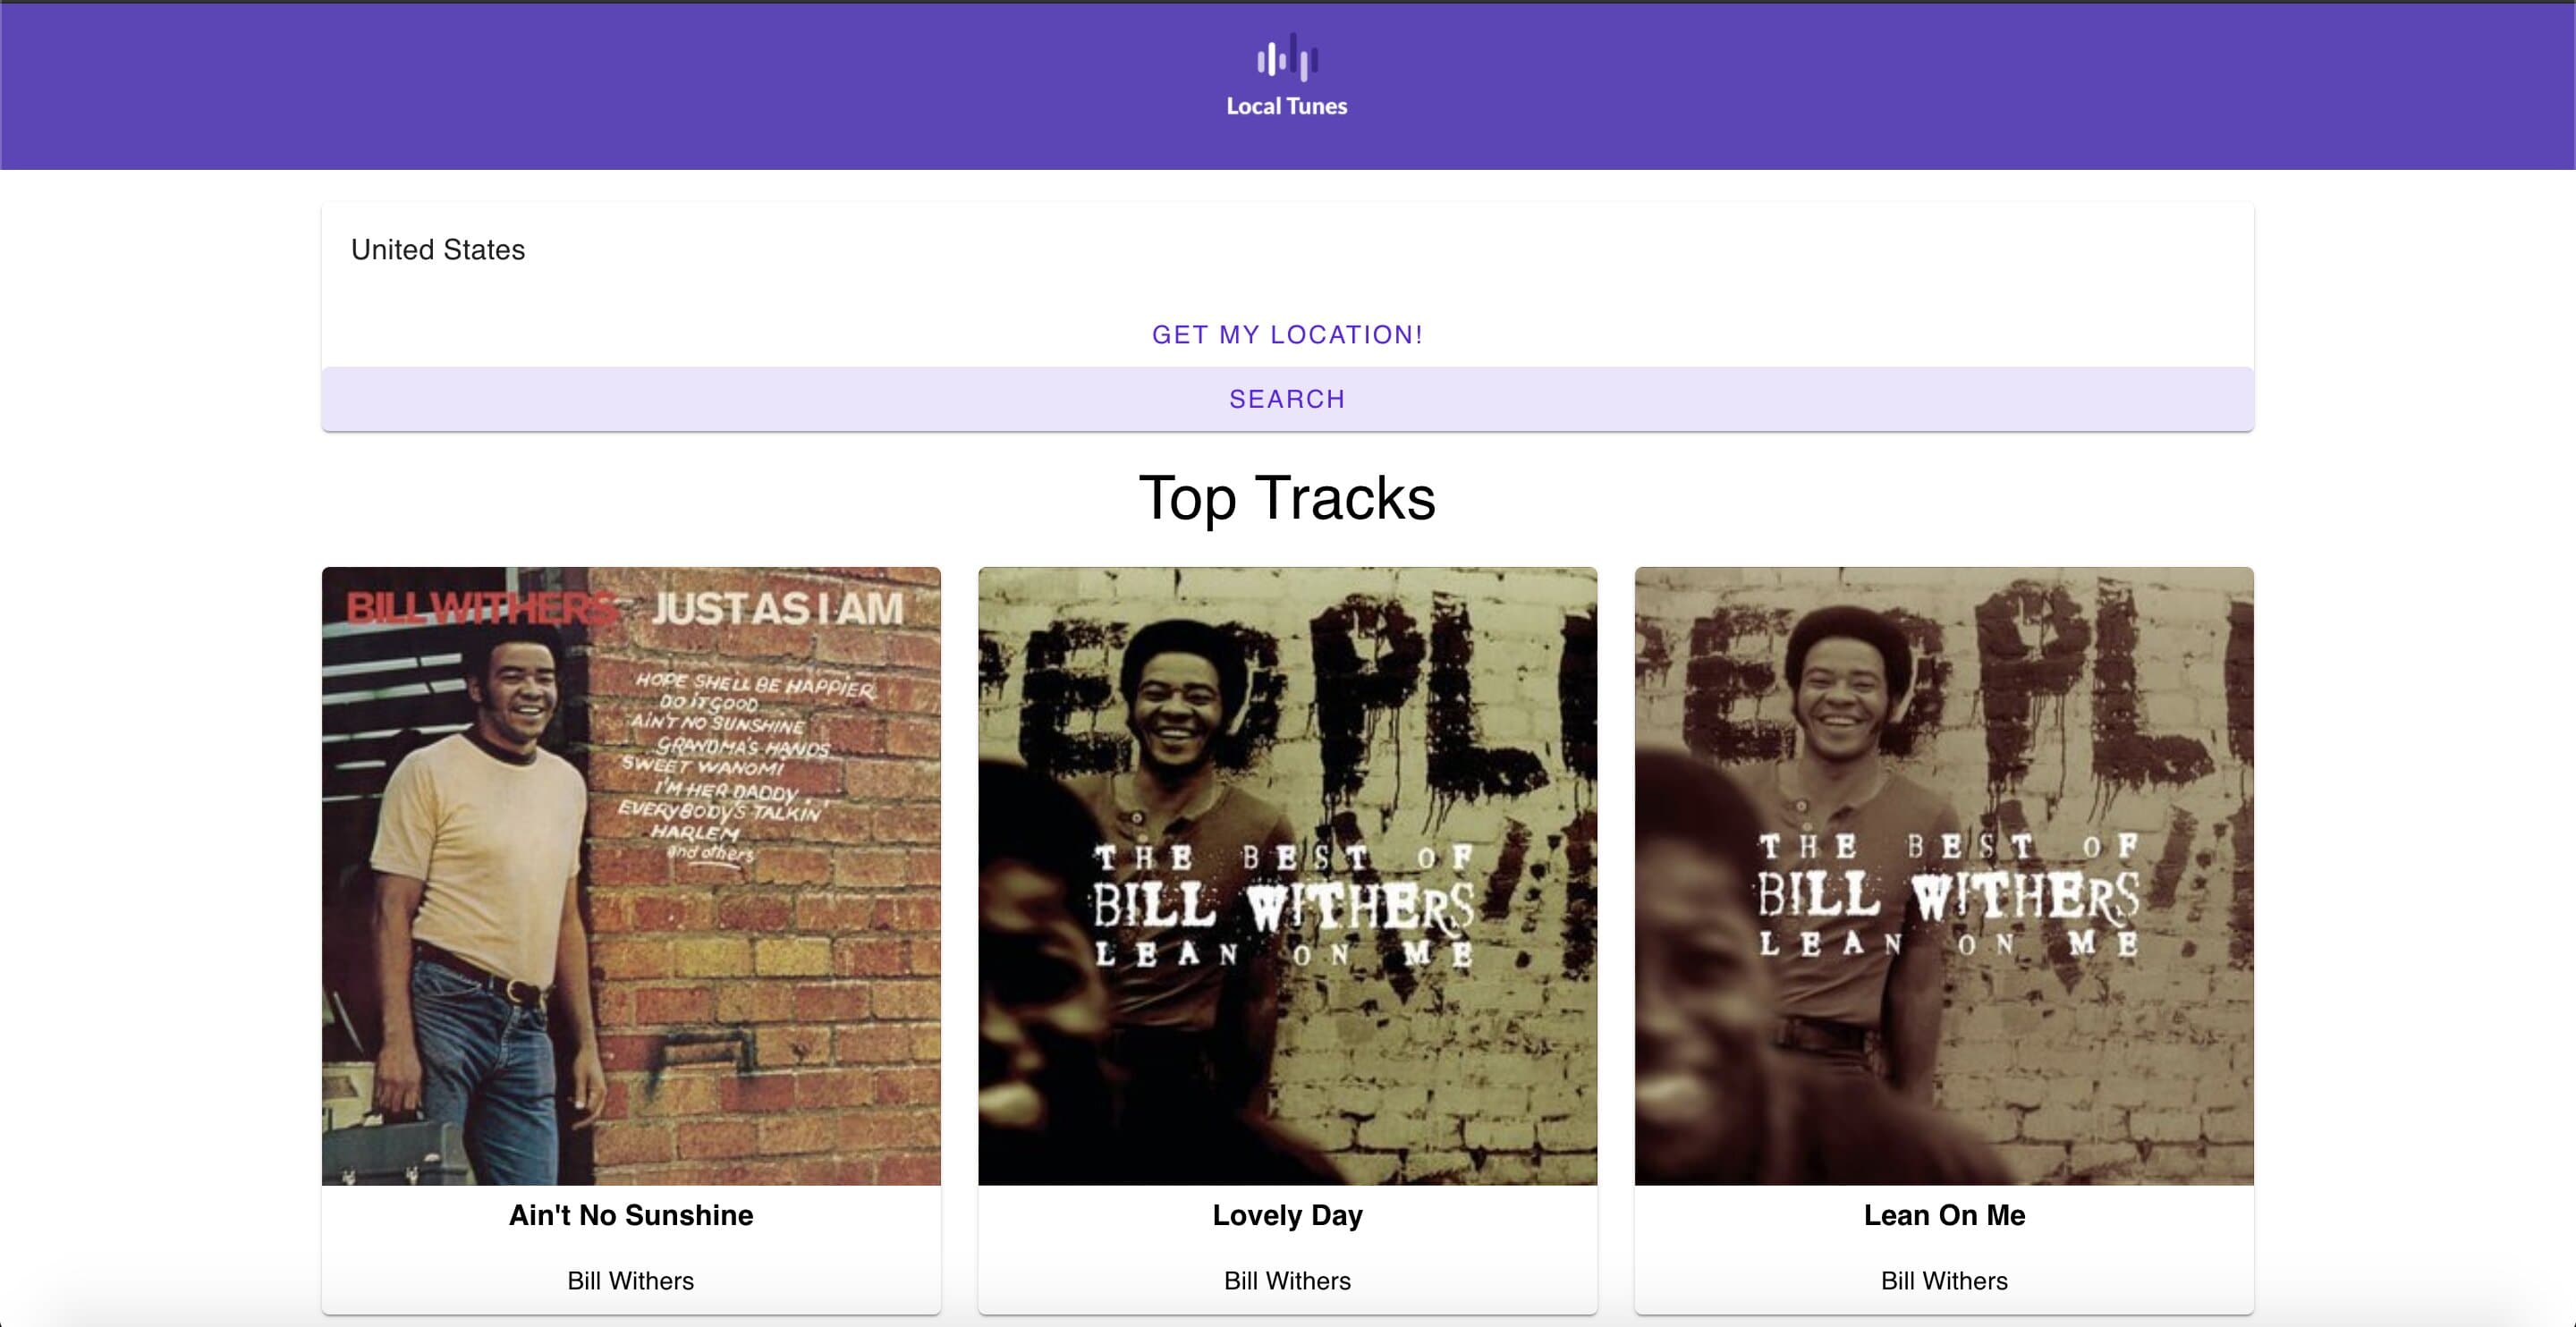 Local Tunes
United States
GET MY LOCATION!
SEARCH
Top Tracks
BILL WITHERS JUST AS I AM
HOPE SHE'LL BE HAPPIER
DO IT GOOD
AIN'T NO SUNSHINE
GRANDMA'S HANDS
SWEET WANOMI
I'M HER DADDY
EVERYBODY'S TALKIN'
HARLEM
and others
Ain't No Sunshine
Bill Withers
EOPLE
THE BEST OF
BILL WITHERS
LEAN ON ME
Lovely Day
Bill Withers
EOPL
THE BEST OF
BILL WITHERS
LEAN ON ME
Lean On Me
Bill Withers